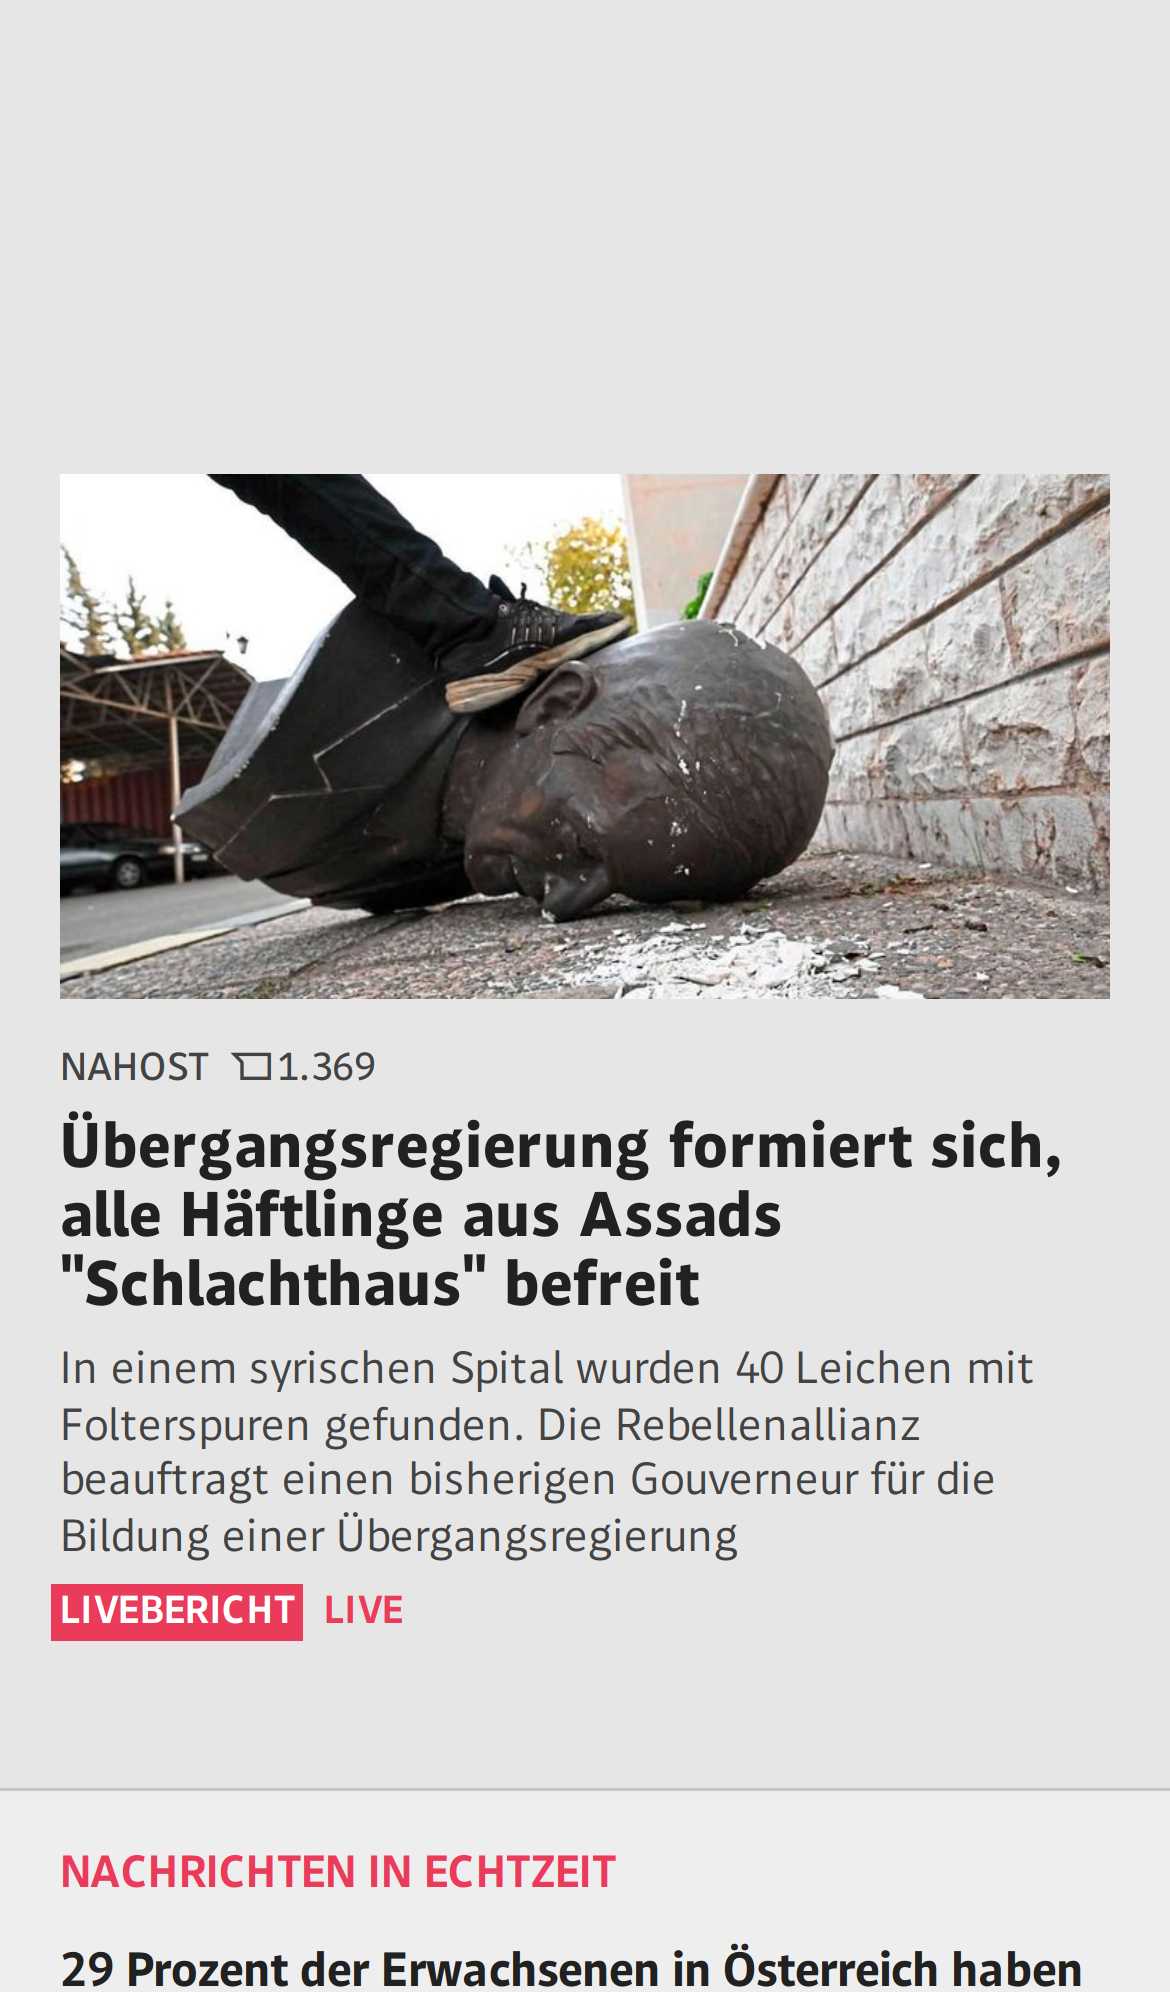 NAHOST 1.369
Übergangsregierung formiert sich,
alle Häftlinge aus Assads
"Schlachthaus" befreit
In einem syrischen Spital wurden 40 Leichen mit
Folterspuren gefunden. Die Rebellenallianz
beauftragt einen bisherigen Gouverneur für die
Bildung einer Übergangsregierung
LIVEBERICHT LIVE
NACHRICHTEN IN ECHTZEIT
29 Prozent der Erwachsenen in Österreich haben